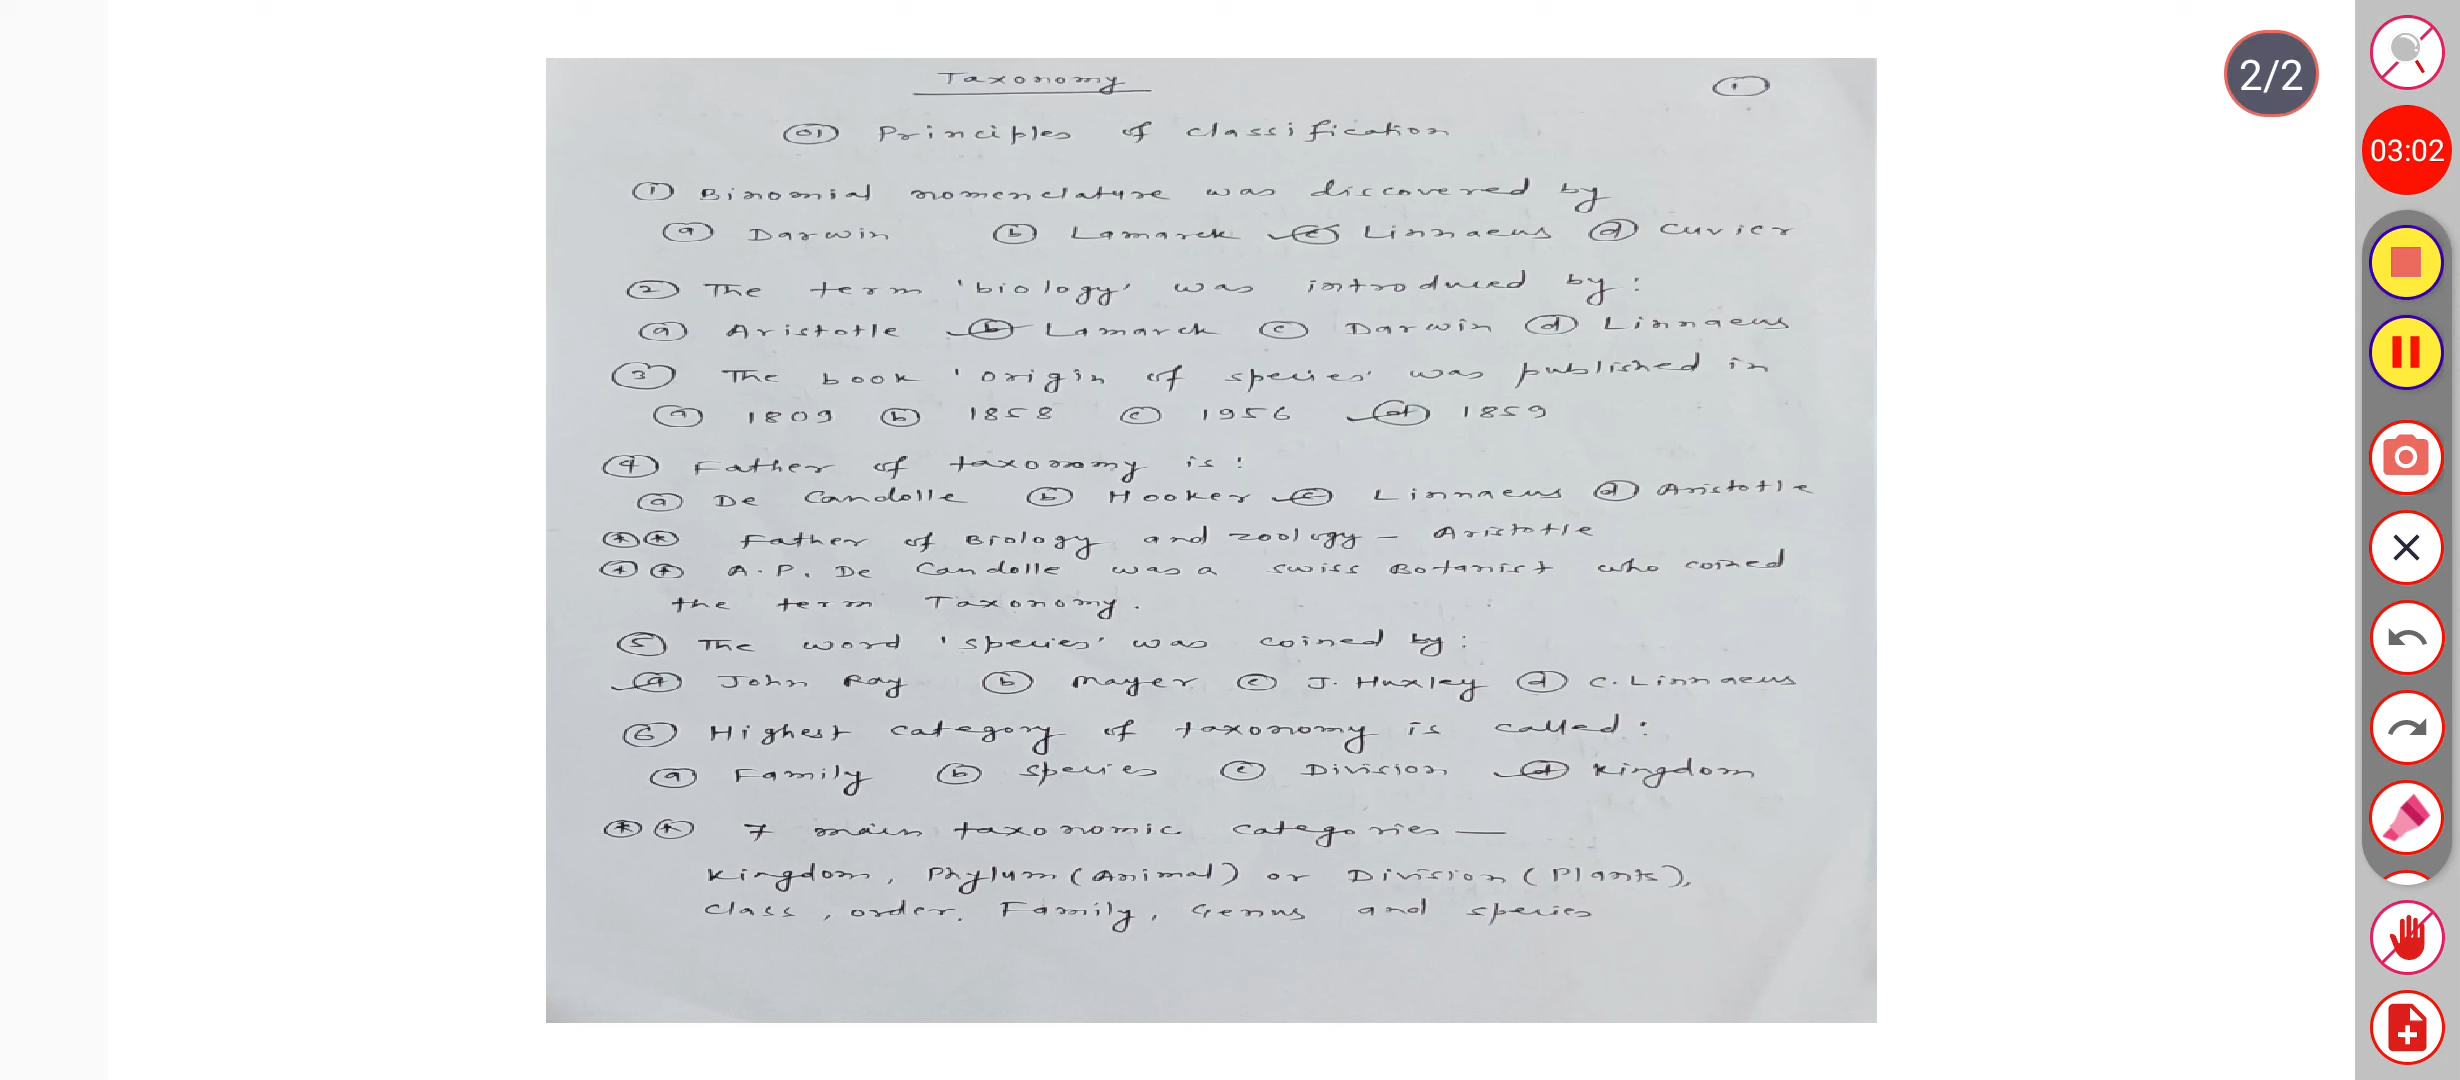 Taxonomy
1
2/2
01 Principles of classification
03:02
1 Binomial nomenclature was discovered by
a Darwin b Lamarck c Linnaeus d Cuvier
2 The term 'biology' was introduced by :
a Aristotle b Lamarck c Darwin d Linnaeus
3 The book 'origin of species' was published in
a 1809 b 1858 c 1956 d 1859
4 Father of taxonomy is :
a De Candolle b Hooker c Linnaeus d Aristotle
** Father of Biology and zoology - Aristotle
** A.P. De Candolle was a swiss Botanist who coined
the term Taxonomy.
5 The word 'species' was coined by :
a John Ray b Mayer c J. Huxley d C. Linnaeus
6 Highest category of taxonomy is called :
a Family b species c Division d kingdom
** 7 main taxonomic categories —
Kingdom, Phylum (Animal) or Division (Plants),
class, order, Family, Genus and species